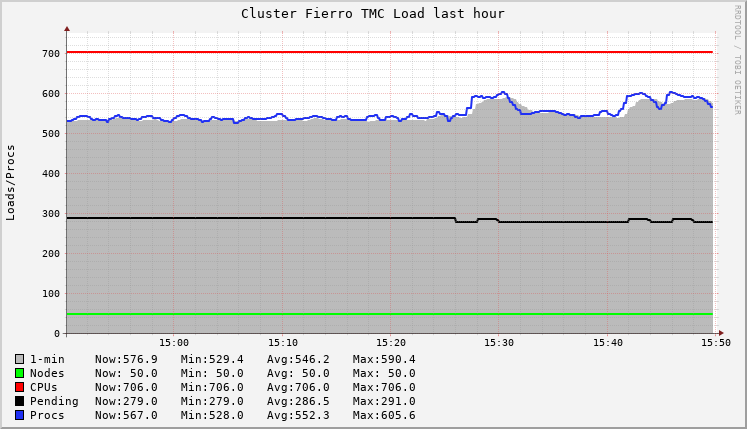 Cluster Fierro TMC Load last hour
RRDTOOL / TOBI OETIKER
Loads/Procs
700
600
500
400
300
200
100
0
15:00 15:10 15:20 15:30 15:40 15:50
1-min Now:576.9 Min:529.4 Avg:546.2 Max:590.4
Nodes Now: 50.0 Min: 50.0 Avg: 50.0 Max: 50.0
CPUs Now:706.0 Min:706.0 Avg:706.0 Max:706.0
Pending Now:279.0 Min:279.0 Avg:286.5 Max:291.0
Procs Now:567.0 Min:528.0 Avg:552.3 Max:605.6